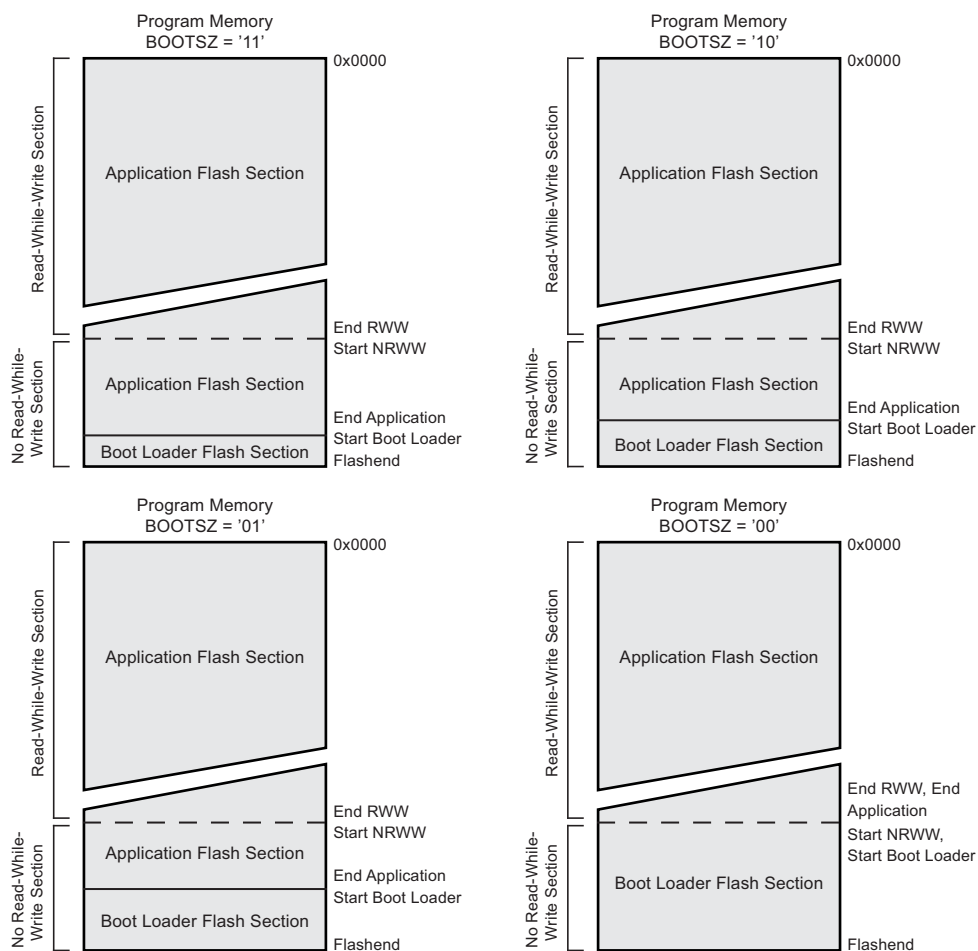 Program Memory
BOOTSZ = '11'
0x0000
Read-While-Write Section
Application Flash Section
End RWW
Start NRWW
No Read-While-
Write Section
Application Flash Section
End Application
Start Boot Loader
Boot Loader Flash Section
Flashend
Program Memory
BOOTSZ = '10'
0x0000
Read-While-Write Section
Application Flash Section
End RWW
Start NRWW
No Read-While-
Write Section
Application Flash Section
End Application
Start Boot Loader
Boot Loader Flash Section
Flashend
Program Memory
BOOTSZ = '01'
0x0000
Read-While-Write Section
Application Flash Section
End RWW
Start NRWW
No Read-While-
Write Section
Application Flash Section
End Application
Start Boot Loader
Boot Loader Flash Section
Flashend
Program Memory
BOOTSZ = '00'
0x0000
Read-While-Write Section
Application Flash Section
End RWW, End
Application
Start NRWW,
Start Boot Loader
No Read-While-
Write Section
Boot Loader Flash Section
Flashend